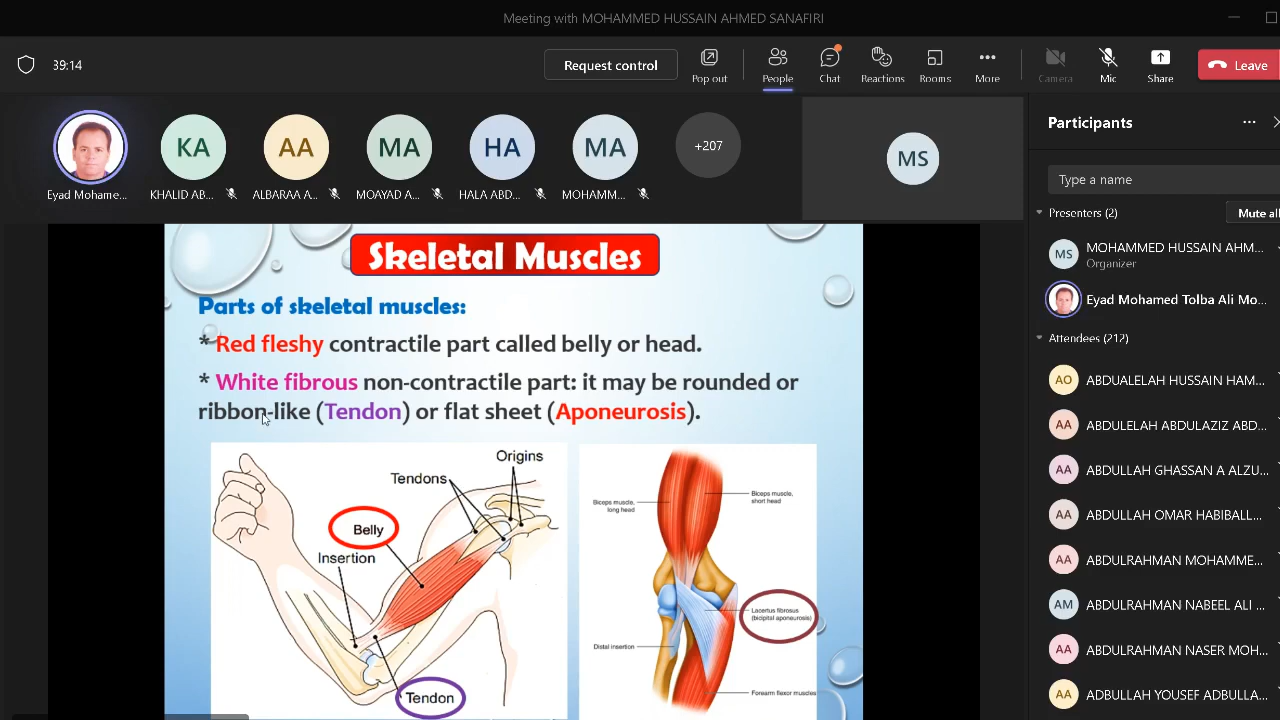 Meeting with MOHAMMED HUSSAIN AHMED SANAFIRI
39:14
Request control
Pop out
People
Chat
Reactions
Rooms
More
Camera
Mic
Share
Leave
KA
AA
MA
HA
MA
+207
MS
Eyad Mohame...
KHALID AB...
ALBARAA A...
MOAYAD A...
HALA ABD...
MOHAMM...
Participants
Type a name
Presenters (2)
Mute all
MS
MOHAMMED HUSSAIN AHM...
Organizer
Eyad Mohamed Tolba Ali Mo...
Attendees (212)
AO
ABDIALELAH HUSSAIN HAM...
AA
ABDULELAH ABDULAZIZ ABD...
AA
ABDULLAH GHASSAN A ALZU...
AA
ABDULLAH OMAR HABIBALL...
AA
ABDULRAHMAN MOHAMME...
AM
ABDULRAHMAN MUSA ALI ...
AA
ABDULRAHMAN NASER MOH...
AA
Skeletal Muscles
Parts of skeletal muscles:
* Red fleshy contractile part called belly or head.
* White fibrous non-contractile part: it may be rounded or
ribbon-like (Tendon) or flat sheet (Aponeurosis).
Origins
Tendons
Belly
Insertion
Tendon
Biceps muscle,
long head
Biceps muscle,
short head
Lacertus fibrosus
(bicipital aponeurosis)
Distal insertion
Forearm flexor muscles